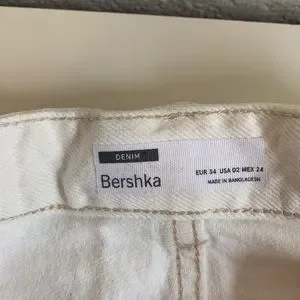 DENIM
Bershka
EUR 34 USA 02 MEX 24
MADE IN BANGLADESH